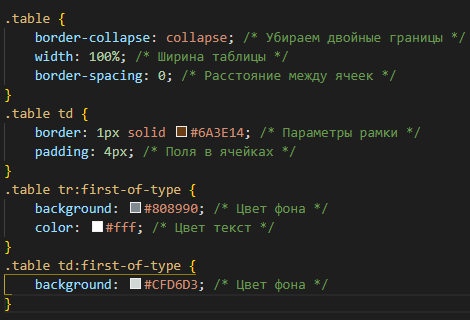 .table {
border-collapse: collapse; /* Убираем двойные границы */
width: 100%; /* Ширина таблицы */
border-spacing: 0; /* Расстояние между ячеек */
}
.table td {
border: 1px solid #6A3E14; /* Параметры рамки */
padding: 4px; /* Поля в ячейках */
}
.table tr:first-of-type {
background: #808990; /* Цвет фона */
color: #fff; /* Цвет текст */
}
.table td:first-of-type {
background: #CFD6D3; /* Цвет фона */
}